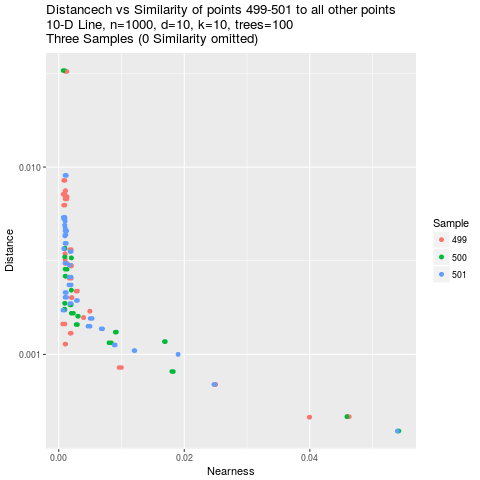 Distancech vs Similarity of points 499-501 to all other points
10-D Line, n=1000, d=10, k=10, trees=100
Three Samples (0 Similarity omitted)
0.010
0.001
Distance
0.00
0.02
0.04
Nearness
Sample
499
500
501